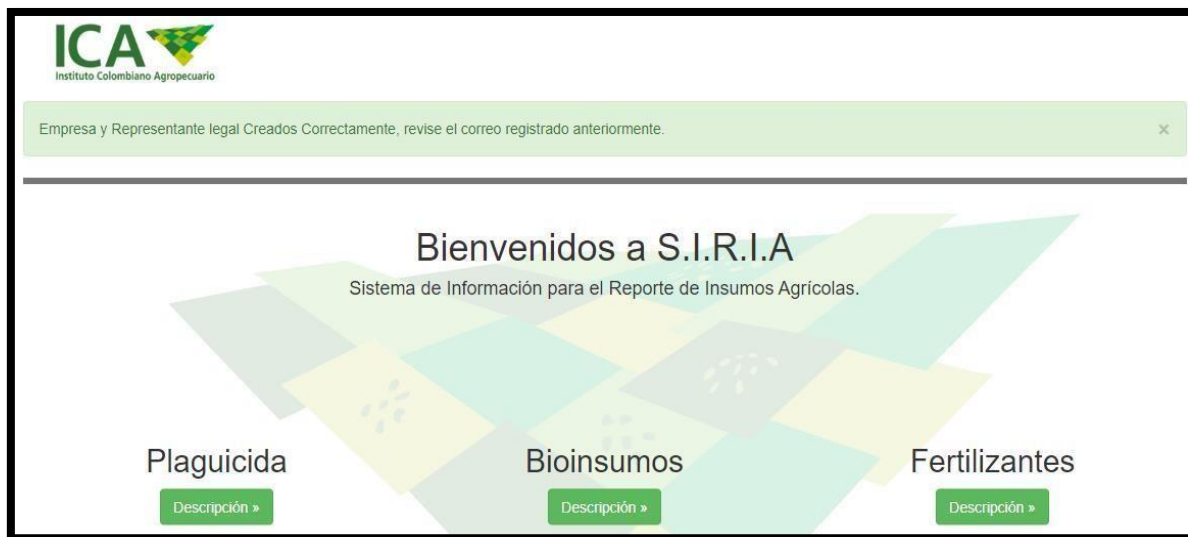 ICA
Instituto Colombiano Agropecuario
Empresa y Representante legal Creados Correctamente, revise el correo registrado anteriormente.
×
Bienvenidos a S.I.R.I.A
Sistema de Información para el Reporte de Insumos Agrícolas.
Plaguicida
Bioinsumos
Fertilizantes
Descripción »
Descripción »
Descripción »